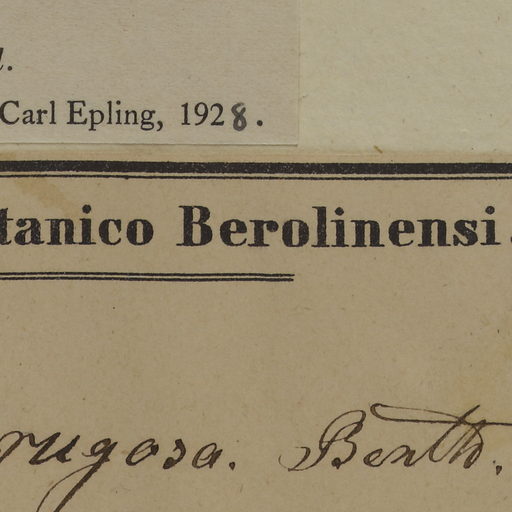 Carl Epling, 1928.
tanico Berolinensi
rugosa. Benth.